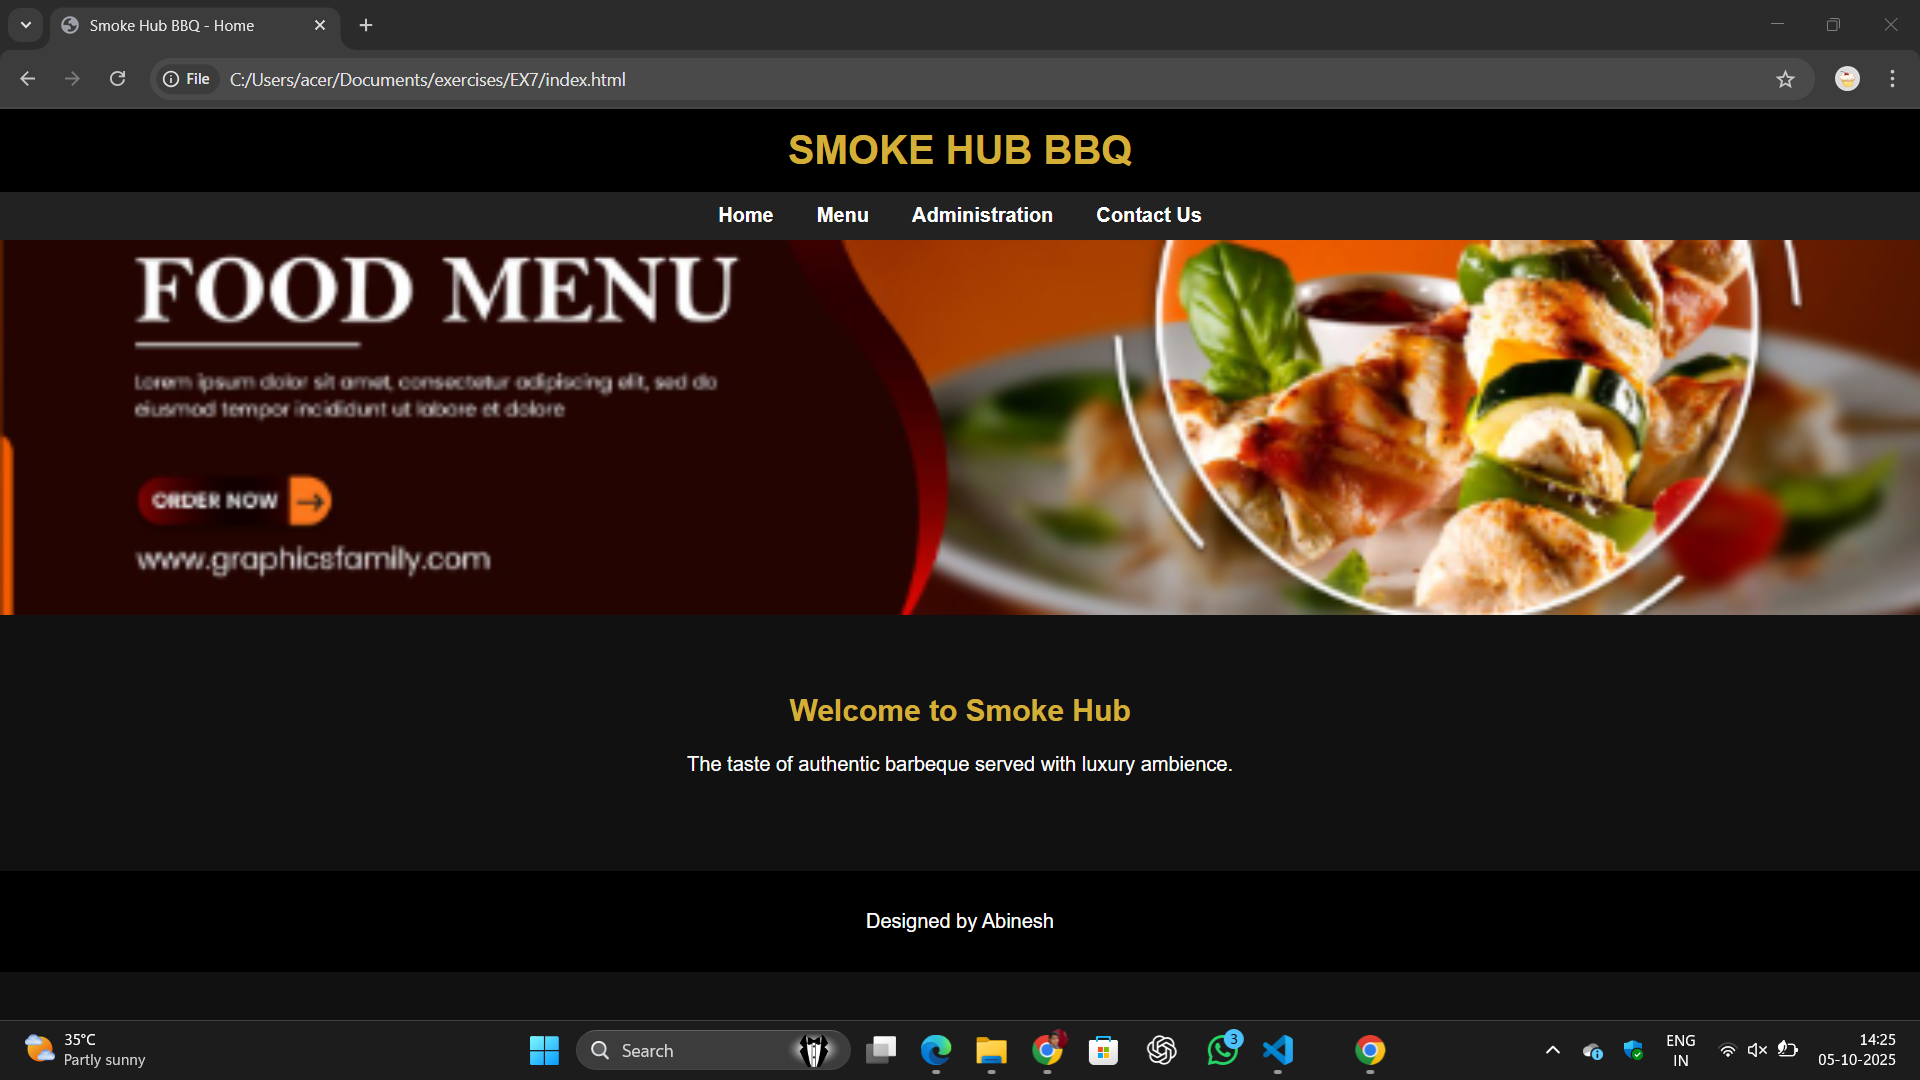 Smoke Hub BBQ - Home
File
C:/Users/acer/Documents/exercises/EX7/index.html
SMOKE HUB BBQ
Home Menu Administration Contact Us
FOOD MENU
Lorem ipsum dolor sit amet, consectetur adipiscing elit, sed do
eiusmod tempor incididunt ut labore et dolore
ORDER NOW
www.graphicsfamily.com
Welcome to Smoke Hub
The taste of authentic barbeque served with luxury ambience.
Designed by Abinesh
35°C
Partly sunny
Search
3
ENG
IN
14:25
05-10-2025